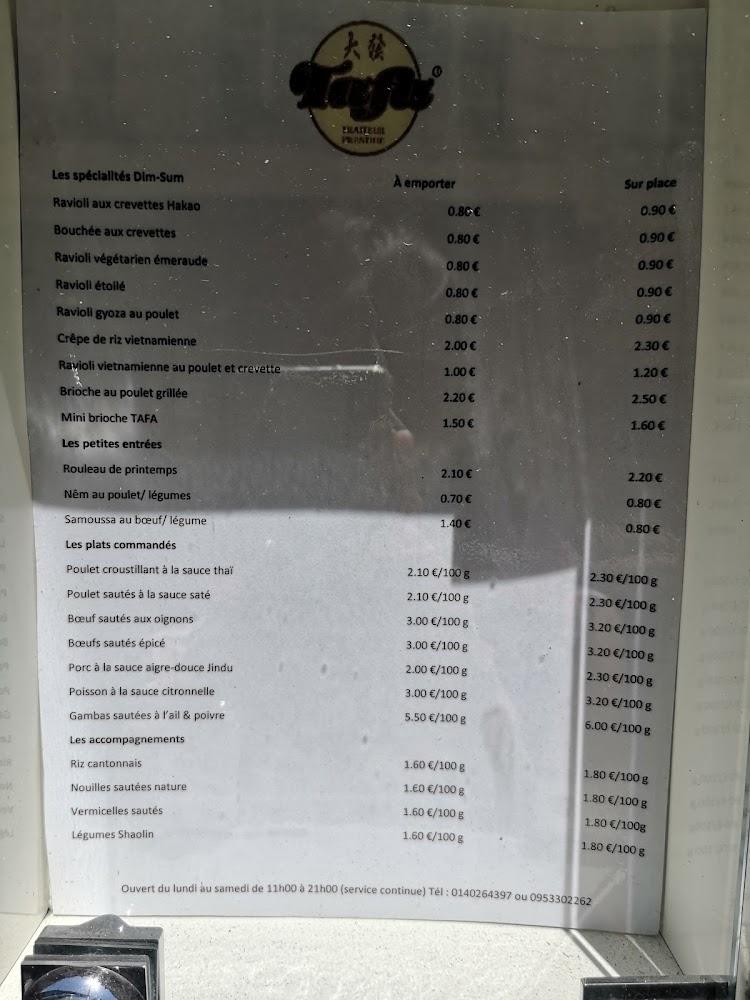 大發
Tafa
TRAITEUR
PRESTIGE
Les spécialités Dim-Sum À emporter Sur place
Ravioli aux crevettes Hakao 0.80 € 0.90 €
Bouchée aux crevettes 0.80 € 0.90 €
Ravioli végétarien émeraude 0.80 € 0.90 €
Ravioli étoilé 0.80 € 0.90 €
Ravioli gyoza au poulet 0.80 € 0.90 €
Crêpe de riz vietnamienne 2.00 € 2.30 €
Ravioli vietnamienne au poulet et crevette 1.00 € 1.20 €
Brioche au poulet grillée 2.20 € 2.50 €
Mini brioche TAFA 1.50 € 1.60 €
Les petites entrées
Rouleau de printemps 2.10 € 2.20 €
Nêm au poulet/ légumes 0.70 € 0.80 €
Samoussa au bœuf/ légume 1.40 € 0.80 €
Les plats commandés
Poulet croustillant à la sauce thaï 2.10 €/100 g 2.30 €/100 g
Poulet sautés à la sauce saté 2.10 €/100 g 2.30 €/100 g
Bœuf sautés aux oignons 3.00 €/100 g 3.20 €/100 g
Bœufs sautés épicé 3.00 €/100 g 3.20 €/100 g
Porc à la sauce aigre-douce Jindu 2.00 €/100 g 2.30 €/100 g
Poisson à la sauce citronnelle 3.00 €/100 g 3.20 €/100 g
Gambas sautées à l'ail & poivre 5.50 €/100 g 6.00 €/100 g
Les accompagnements
Riz cantonnais 1.60 €/100 g 1.80 €/100 g
Nouilles sautées nature 1.60 €/100 g 1.80 €/100 g
Vermicelles sautés 1.60 €/100 g 1.80 €/100g
Légumes Shaolin 1.60 €/100 g 1.80 €/100 g
Ouvert du lundi au samedi de 11h00 à 21h00 (service continue) Tél : 0140264397 ou 0953302262